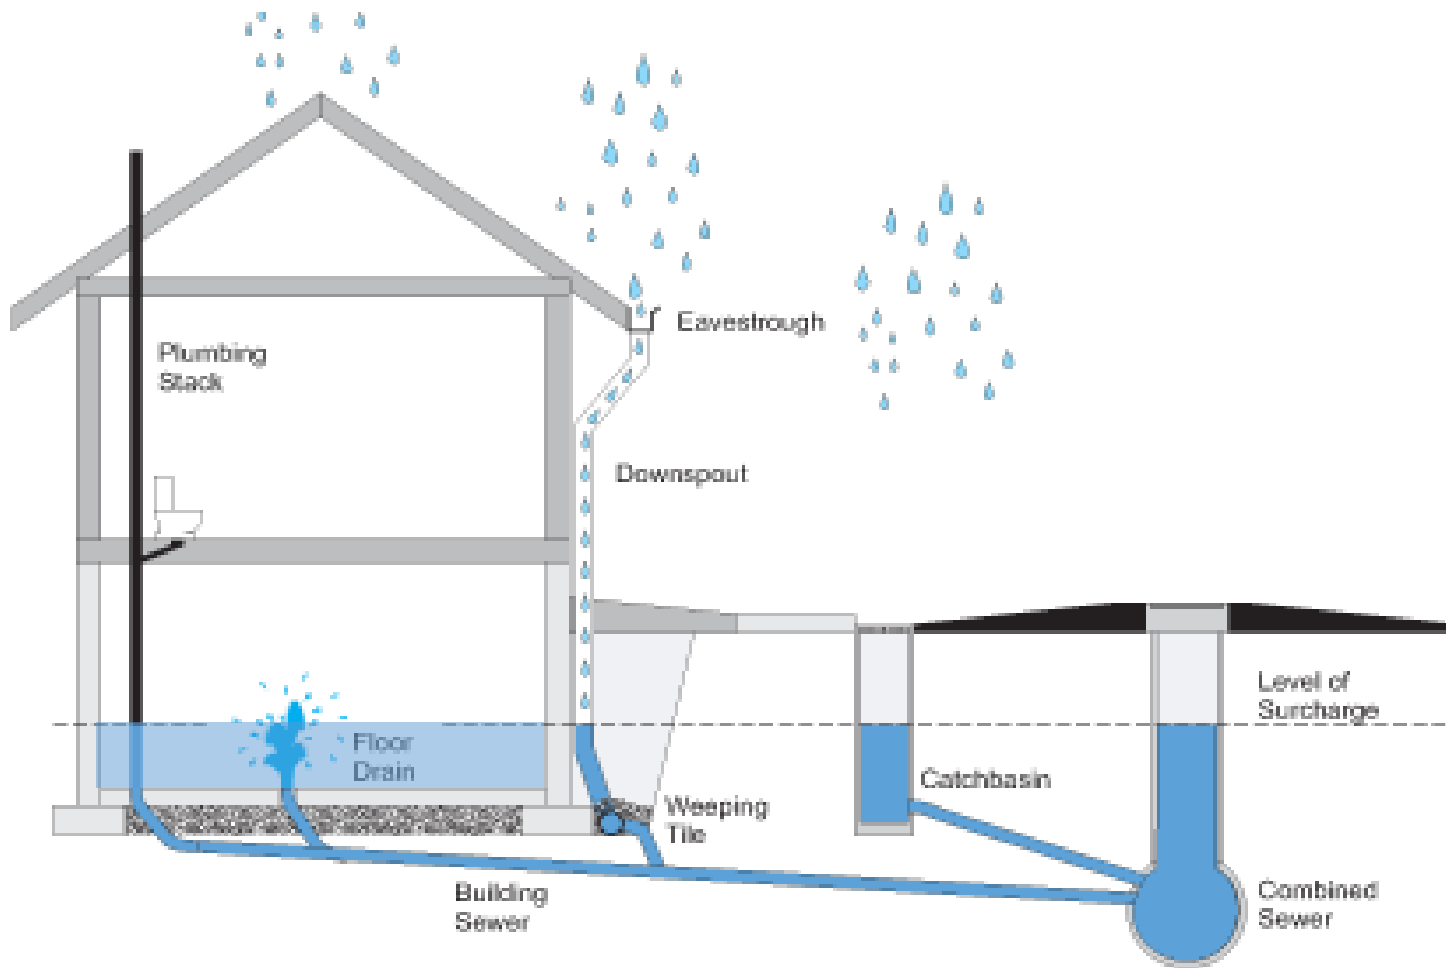 Eavestrough
Plumbing
Stack
Downspout
Level of
Surcharge
Floor
Drain
Catchbasin
Weeping
Tile
Building
Sewer
Combined
Sewer